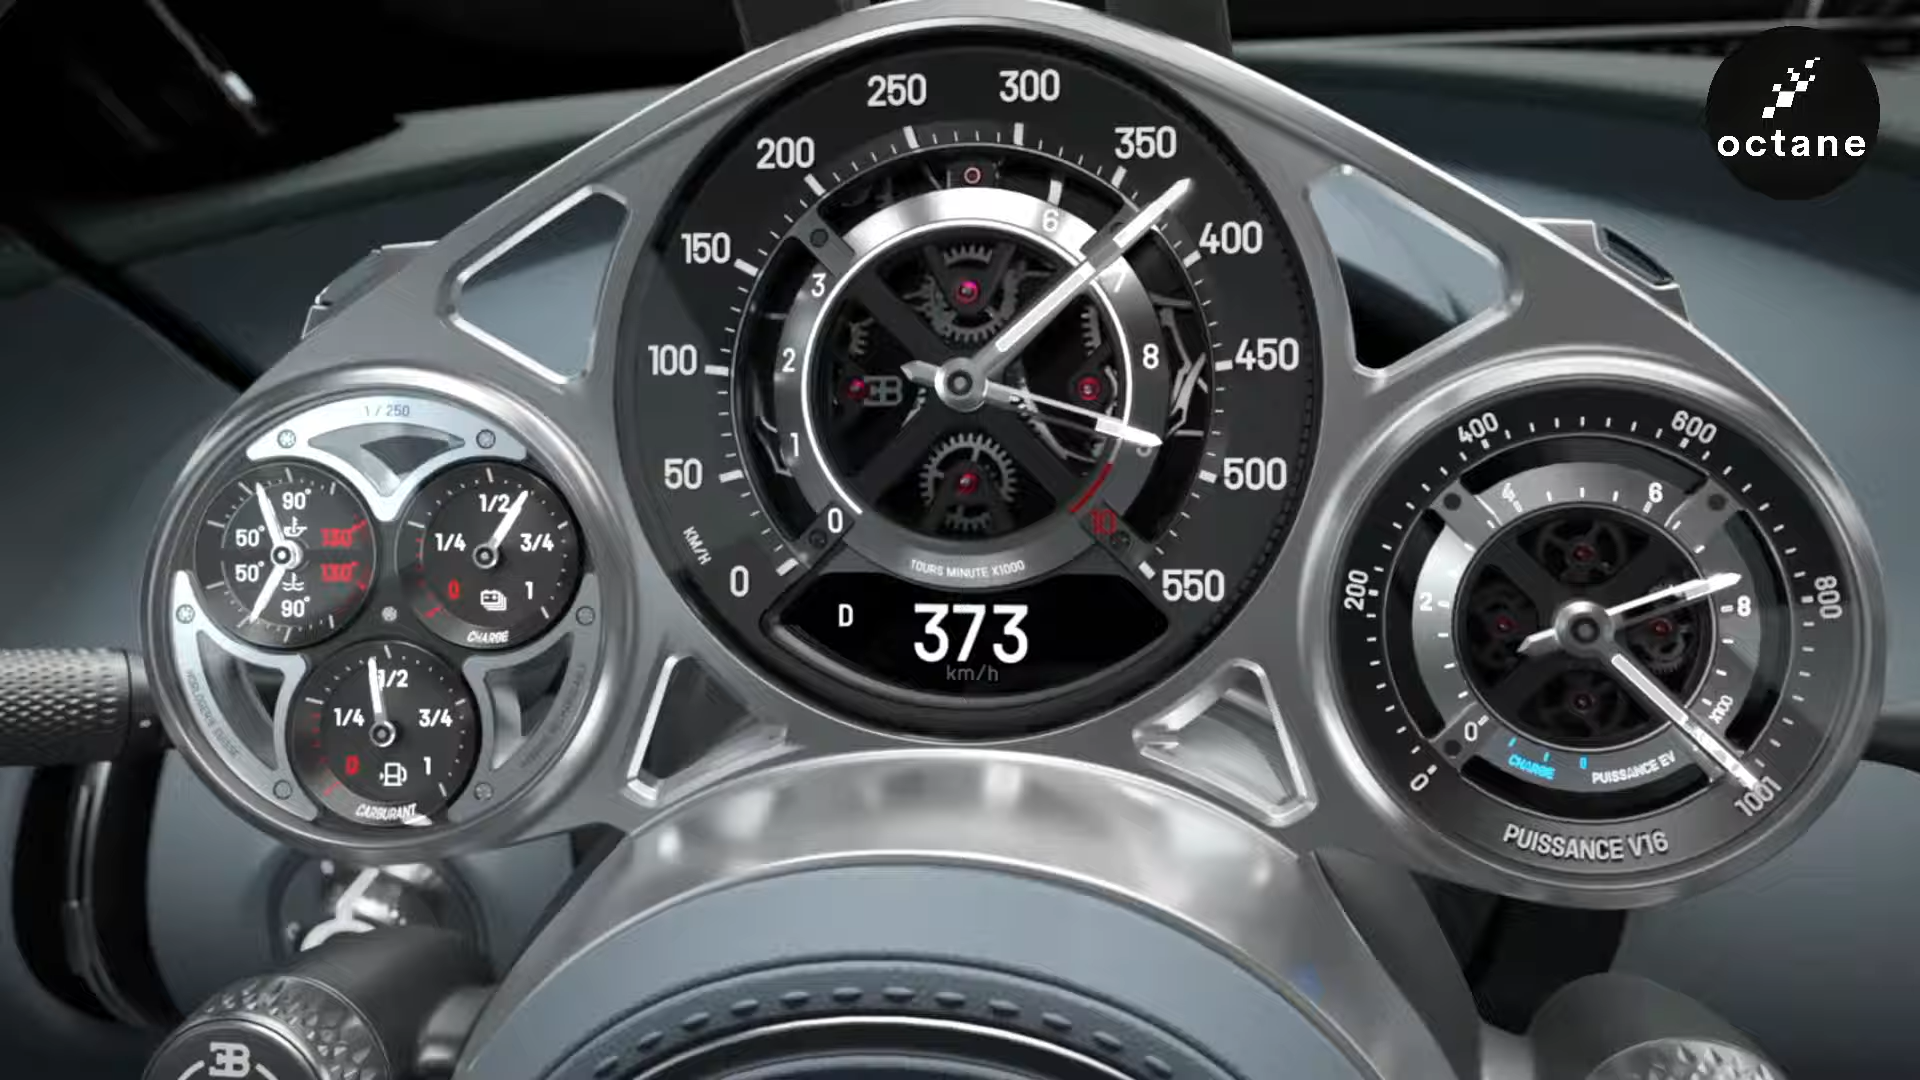 octane
250 300
200 350
150 400
100 450
50 500
0 550
KM/H
6
3
7
2 8
1
0 10
TOURS MINUTE X1000
D 373
km/h
1 / 250
90°
50° 130°
50° 130°
90°
1/2
1/4 3/4
0 1
CHARGE
1/2
1/4 3/4
0 1
CARBURANT
400 600
200 800
0 1001
6
2 8
0
X100
CHARGE 0 PUISSANCE EV
PUISSANCE V16